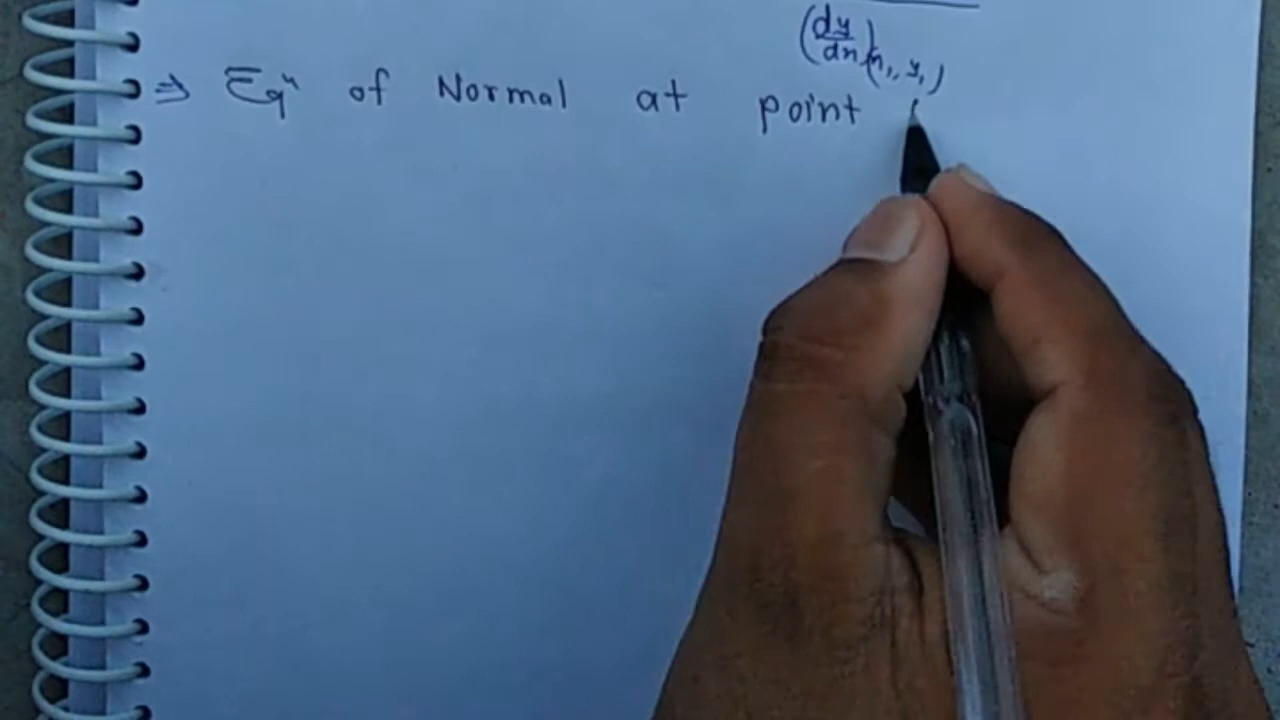 (dy/dx)(x₁, y₁)
⇒ Eqⁿ of Normal at point (